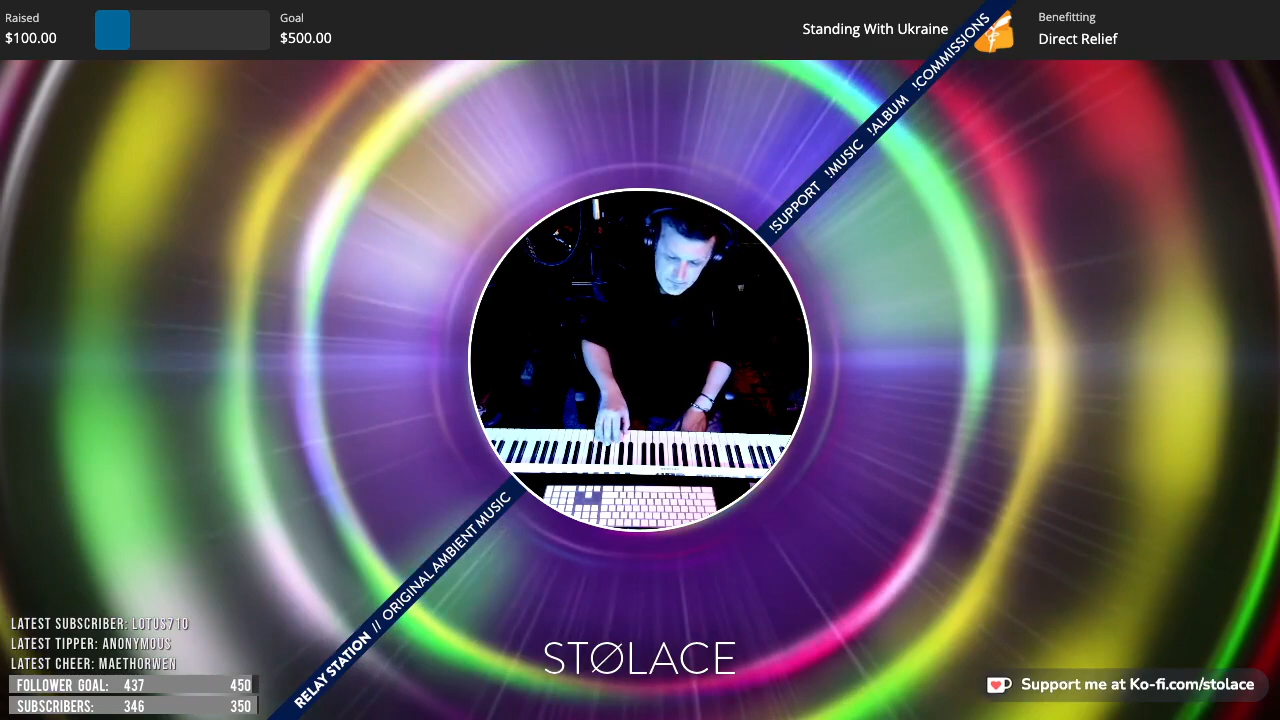 Raised
$100.00
Goal
$500.00
Standing With Ukraine
Benefitting
Direct Relief
!SUPPORT !MUSIC !ALBUM !COMMISSIONS
RELAY STATION // ORIGINAL AMBIENT MUSIC
LATEST SUBSCRIBER: LOTUS710
LATEST TIPPER: ANONYMOUS
LATEST CHEER: MAETHORWEN
FOLLOWER GOAL: 437 450
SUBSCRIBERS: 346 350
STØLACE
Support me at Ko-fi.com/stolace